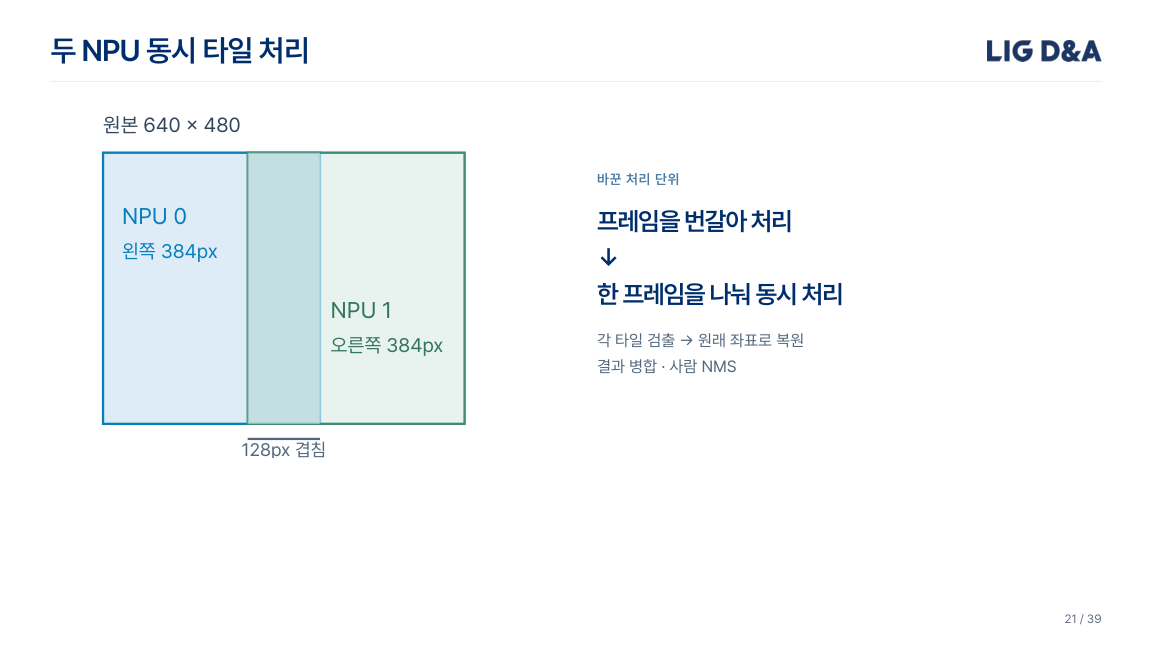 두 NPU 동시 타일 처리
LIG D&A
원본 640 × 480
NPU 0
왼쪽 384px
NPU 1
오른쪽 384px
128px 겹침
바꾼 처리 단위
프레임을 번갈아 처리
↓
한 프레임을 나눠 동시 처리
각 타일 검출 → 원래 좌표로 복원
결과 병합 · 사람 NMS
21 / 39